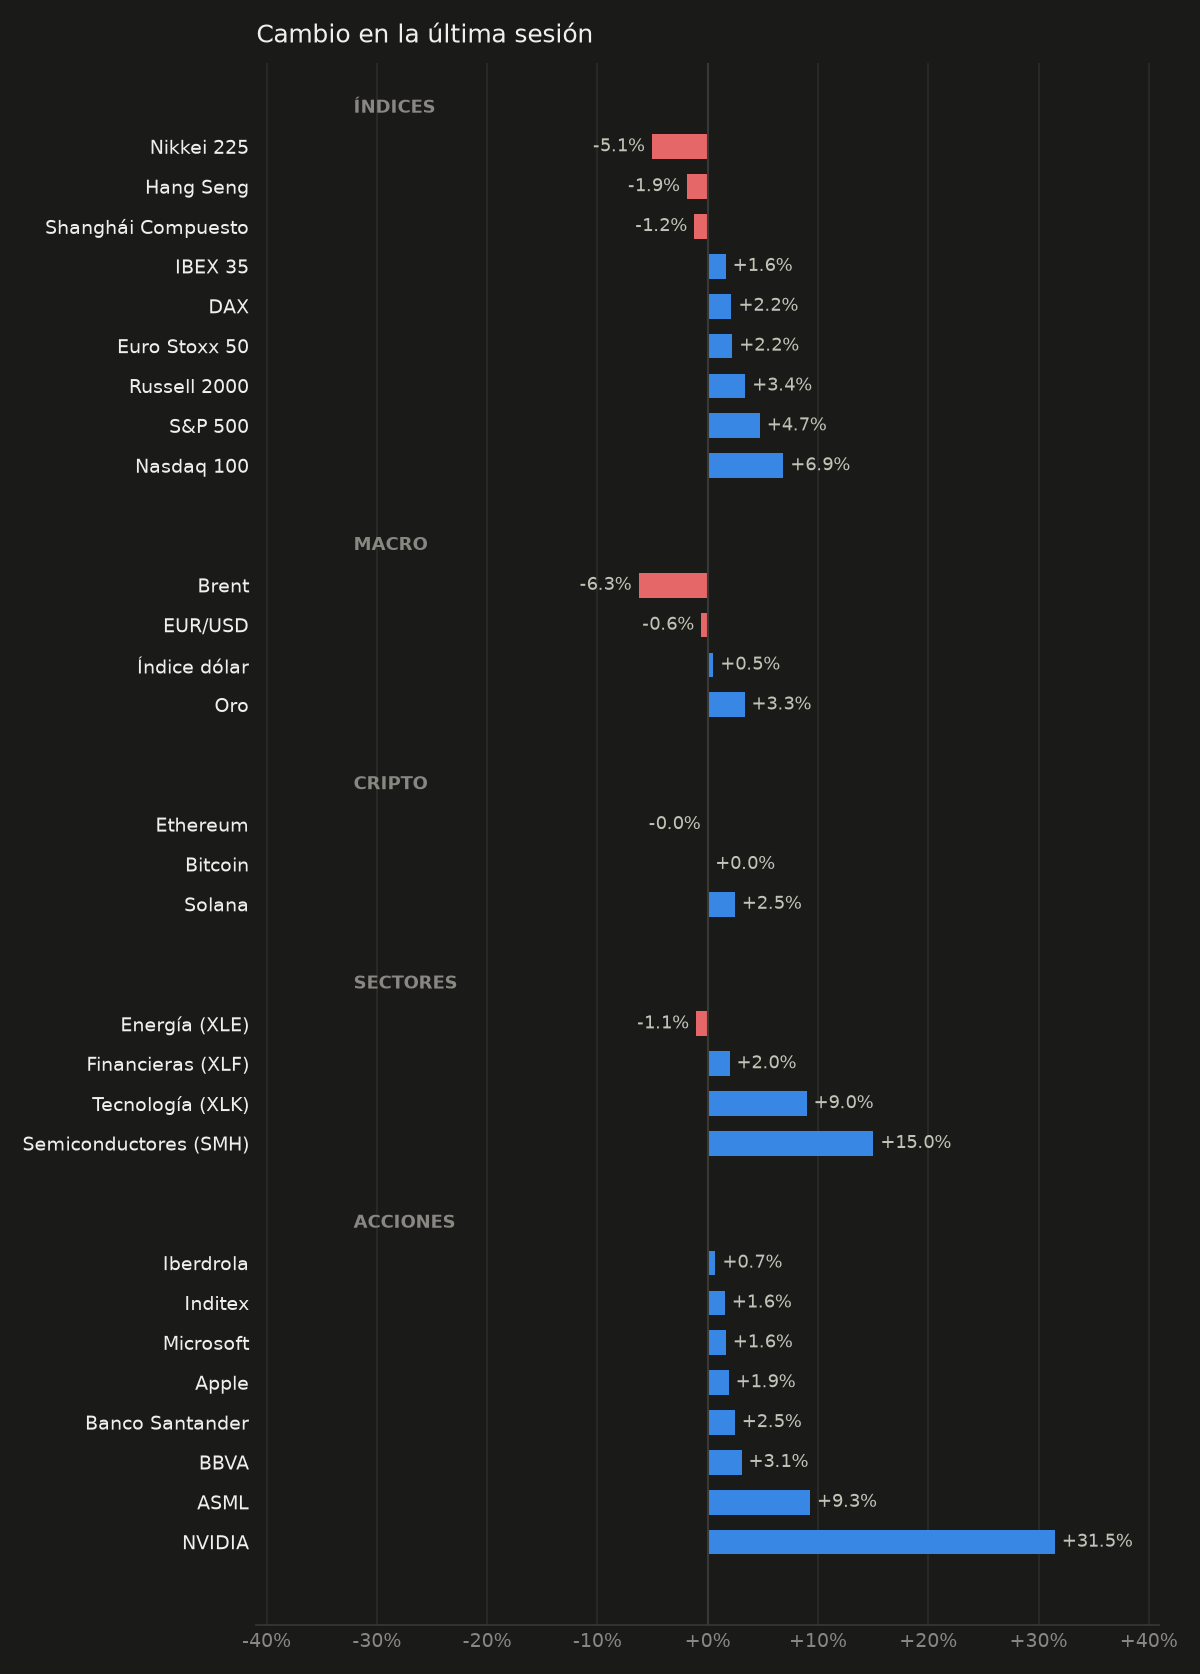 Cambio en la última sesión
ÍNDICES
Nikkei 225 -5.1%
Hang Seng -1.9%
Shanghái Compuesto -1.2%
IBEX 35 +1.6%
DAX +2.2%
Euro Stoxx 50 +2.2%
Russell 2000 +3.4%
S&P 500 +4.7%
Nasdaq 100 +6.9%
MACRO
Brent -6.3%
EUR/USD -0.6%
Índice dólar +0.5%
Oro +3.3%
CRIPTO
Ethereum -0.0%
Bitcoin +0.0%
Solana +2.5%
SECTORES
Energía (XLE) -1.1%
Financieras (XLF) +2.0%
Tecnología (XLK) +9.0%
Semiconductores (SMH) +15.0%
ACCIONES
Iberdrola +0.7%
Inditex +1.6%
Microsoft +1.6%
Apple +1.9%
Banco Santander +2.5%
BBVA +3.1%
ASML +9.3%
NVIDIA +31.5%
-40% -30% -20% -10% +0% +10% +20% +30% +40%